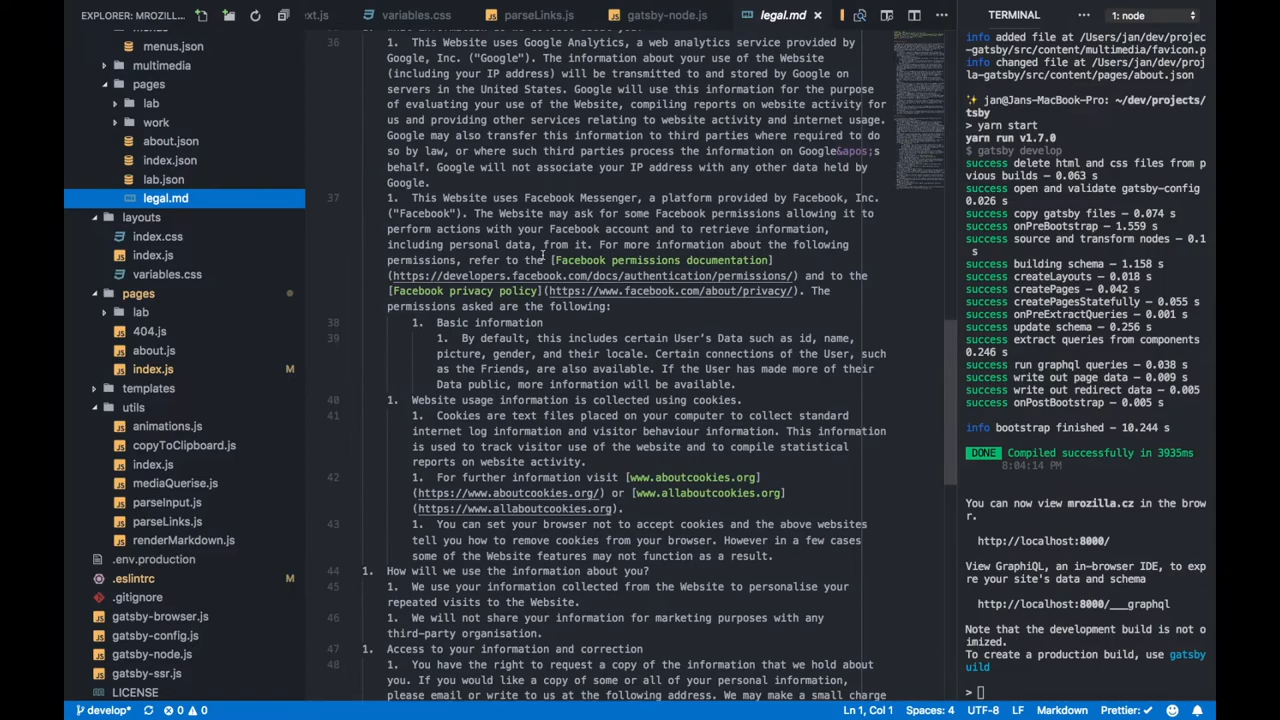 EXPLORER: MROZILL...
ext.js
variables.css
parseLinks.js
gatsby-node.js
legal.md
menus.json
multimedia
pages
lab
work
about.json
index.json
lab.json
legal.md
layouts
index.css
index.js
variables.css
pages
lab
404.js
about.js
index.js M
templates
utils
animations.js
copyToClipboard.js
index.js
mediaQuerise.js
parseInput.js
parseLinks.js
renderMarkdown.js
.env.production
.eslintrc M
.gitignore
gatsby-browser.js
gatsby-config.js
gatsby-node.js
gatsby-ssr.js
LICENSE
36 1. This Website uses Google Analytics, a web analytics service provided by
Google, Inc. ("Google"). The information about your use of the Website
(including your IP address) will be transmitted to and stored by Google on
servers in the United States. Google will use this information for the purpose
of evaluating your use of the Website, compiling reports on website activity for
us and providing other services relating to website activity and internet usage.
Google may also transfer this information to third parties where required to do
so by law, or where such third parties process the information on Google&apos;s
behalf. Google will not associate your IP address with any other data held by
Google.
37 1. This Website uses Facebook Messenger, a platform provided by Facebook, Inc.
("Facebook"). The Website may ask for some Facebook permissions allowing it to
perform actions with your Facebook account and to retrieve information,
including personal data, from it. For more information about the following
permissions, refer to the [Facebook permissions documentation]
(https://developers.facebook.com/docs/authentication/permissions/) and to the
[Facebook privacy policy](https://www.facebook.com/about/privacy/). The
permissions asked are the following:
38 1. Basic information
39 1. By default, this includes certain User's Data such as id, name,
picture, gender, and their locale. Certain connections of the User, such
as the Friends, are also available. If the User has made more of their
Data public, more information will be available.
40 1. Website usage information is collected using cookies.
41 1. Cookies are text files placed on your computer to collect standard
internet log information and visitor behaviour information. This information
is used to track visitor use of the website and to compile statistical
reports on website activity.
42 1. For further information visit [www.aboutcookies.org]
(https://www.aboutcookies.org/) or [www.allaboutcookies.org]
(https://www.allaboutcookies.org).
43 1. You can set your browser not to accept cookies and the above websites
tell you how to remove cookies from your browser. However in a few cases
some of the Website features may not function as a result.
44 1. How will we use the information about you?
45 1. We use your information collected from the Website to personalise your
repeated visits to the Website.
46 1. We will not share your information for marketing purposes with any
third-party organisation.
47 1. Access to your information and correction
48 1. You have the right to request a copy of the information that we hold about
you. If you would like a copy of some or all of your personal information,
please email or write to us at the following address. We may make a small charge
TERMINAL
1: node
info added file at /Users/jan/dev/projec
-gatsby/src/content/multimedia/favicon.p
info changed file at /Users/jan/dev/proj
lla-gatsby/src/content/pages/about.json
✨ jan@Jans-MacBook-Pro: ~/dev/projects/
tsby
> yarn start
yarn run v1.7.0
$ gatsby develop
success delete html and css files from p
vious builds — 0.063 s
success open and validate gatsby-config
0.026 s
success copy gatsby files — 0.074 s
success onPreBootstrap — 1.559 s
success source and transform nodes — 0.1
s
success building schema — 1.158 s
success createLayouts — 0.018 s
success createPages — 0.042 s
success createPagesStatefully — 0.055 s
success onPreExtractQueries — 0.001 s
success update schema — 0.256 s
success extract queries from components
0.246 s
success run graphql queries — 0.038 s
success write out page data — 0.009 s
success write out redirect data — 0.005
success onPostBootstrap — 0.005 s
info bootstrap finished — 10.244 s
DONE Compiled successfully in 3935ms
8:04:14 PM
You can now view mrozilla.cz in the brow
r.
http://localhost:8000/
View GraphiQL, an in-browser IDE, to exp
re your site's data and schema
http://localhost:8000/___graphql
Note that the development build is not o
imized.
To create a production build, use gatsby
uild
>
develop*
0 0
Ln 1, Col 1
Spaces: 4
UTF-8
LF
Markdown
Prettier: ✓